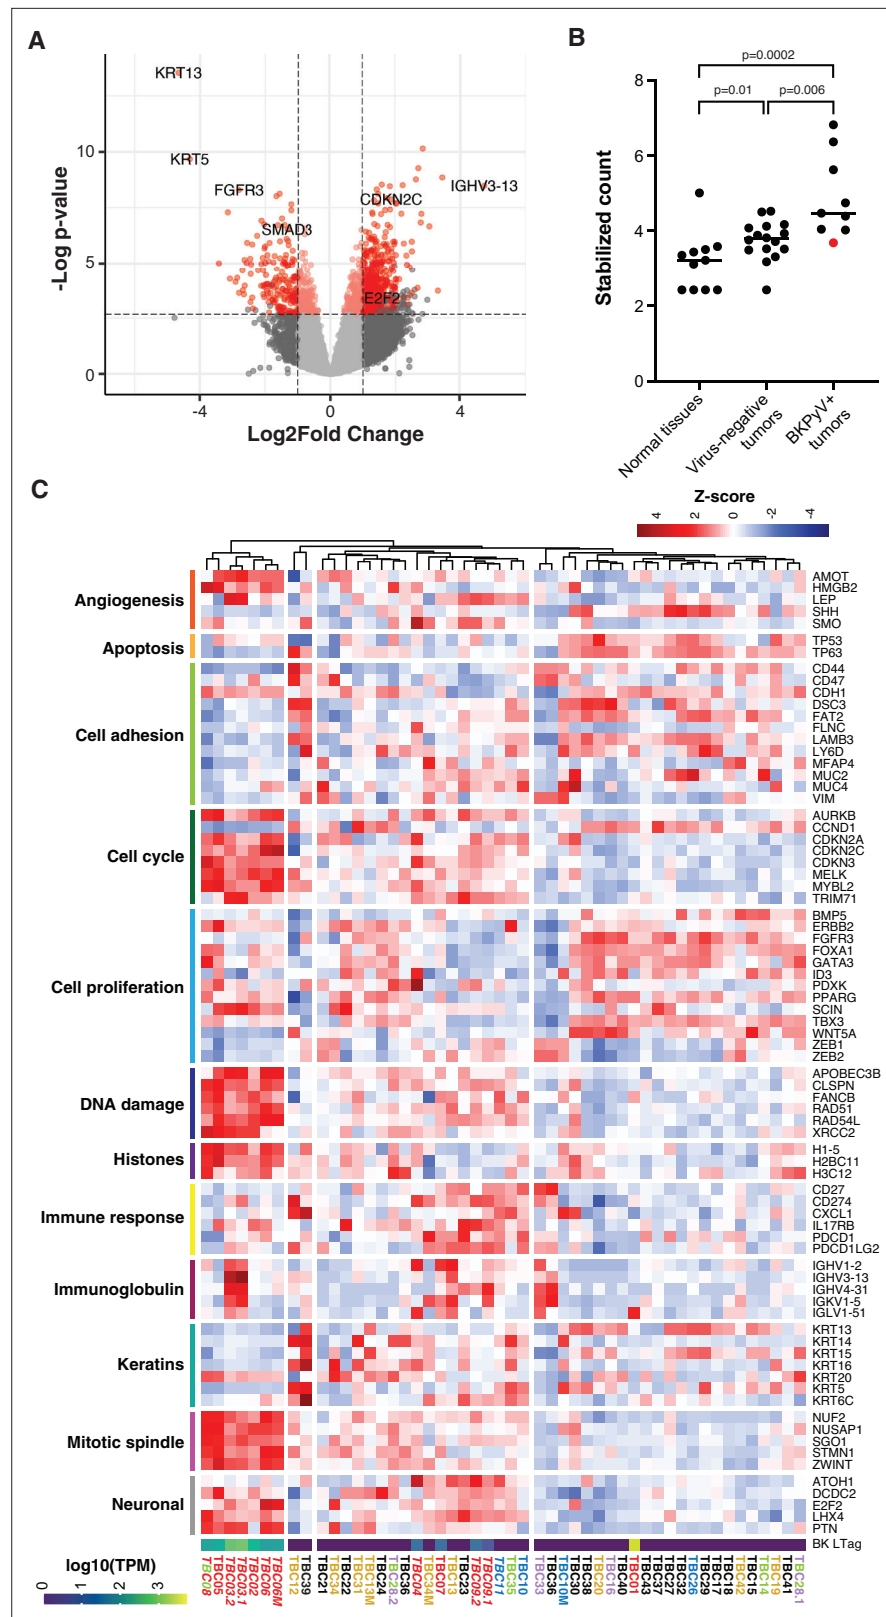 A
KRT13
KRT5
FGFR3
SMAD3
CDKN2C
IGHV3-13
E2F2
10
5
0
-4
0
4
-Log p-value
Log2Fold Change
B
p=0.0002
p=0.01
p=0.006
8
6
4
2
0
Stabilized count
Normal tissues
Virus-negative
tumors
BKPyV+
tumors
C
Z-score
4
2
0
-2
-4
Angiogenesis
AMOT
HMGB2
LEP
SHH
SMO
Apoptosis
TP53
TP63
Cell adhesion
CD44
CD47
CDH1
DSC3
FAT2
FLNC
LAMB3
LY6D
MFAP4
MUC2
MUC4
VIM
Cell cycle
AURKB
CCND1
CDKN2A
CDKN2C
CDKN3
MELK
MYBL2
TRIM71
Cell proliferation
BMP5
ERBB2
FGFR3
FOXA1
GATA3
ID3
PDXK
PPARG
SCIN
TBX3
WNT5A
ZEB1
ZEB2
DNA damage
APOBEC3B
CLSPN
FANCB
RAD51
RAD54L
XRCC2
Histones
H1-5
H2BC11
H3C12
Immune response
CD27
CD274
CXCL1
IL17RB
PDCD1
PDCD1LG2
Immunoglobulin
IGHV1-2
IGHV3-13
IGHV4-31
IGKV1-5
IGLV1-51
Keratins
KRT13
KRT14
KRT15
KRT16
KRT20
KRT5
KRT6C
Mitotic spindle
NUF2
NUSAP1
SGO1
STMN1
ZWINT
Neuronal
ATOH1
DCDC2
E2F2
LHX4
PTN
BK LTag
log10(TPM)
0
1
2
3
TBC08
TBC05
TBC03.2
TBC03.1
TBC02
TBC06
TBC06M
TBC12
TBC39
TBC21
TBC34
TBC22
TBC31
TBC13M
TBC24
TBC28.2
TBC36
TBC04
TBC34M
TBC07
TBC13
TBC23
TBC09.2
TBC09.1
TBC11
TBC35
TBC10
TBC33
TBC36
TBC10M
TBC30
TBC38
TBC20
TBC16
TBC40
TBC01
TBC43
TBC37
TBC27
TBC32
TBC26
TBC29
TBC17
TBC18
TBC42
TBC15
TBC14
TBC19
TBC41
TBC28.1